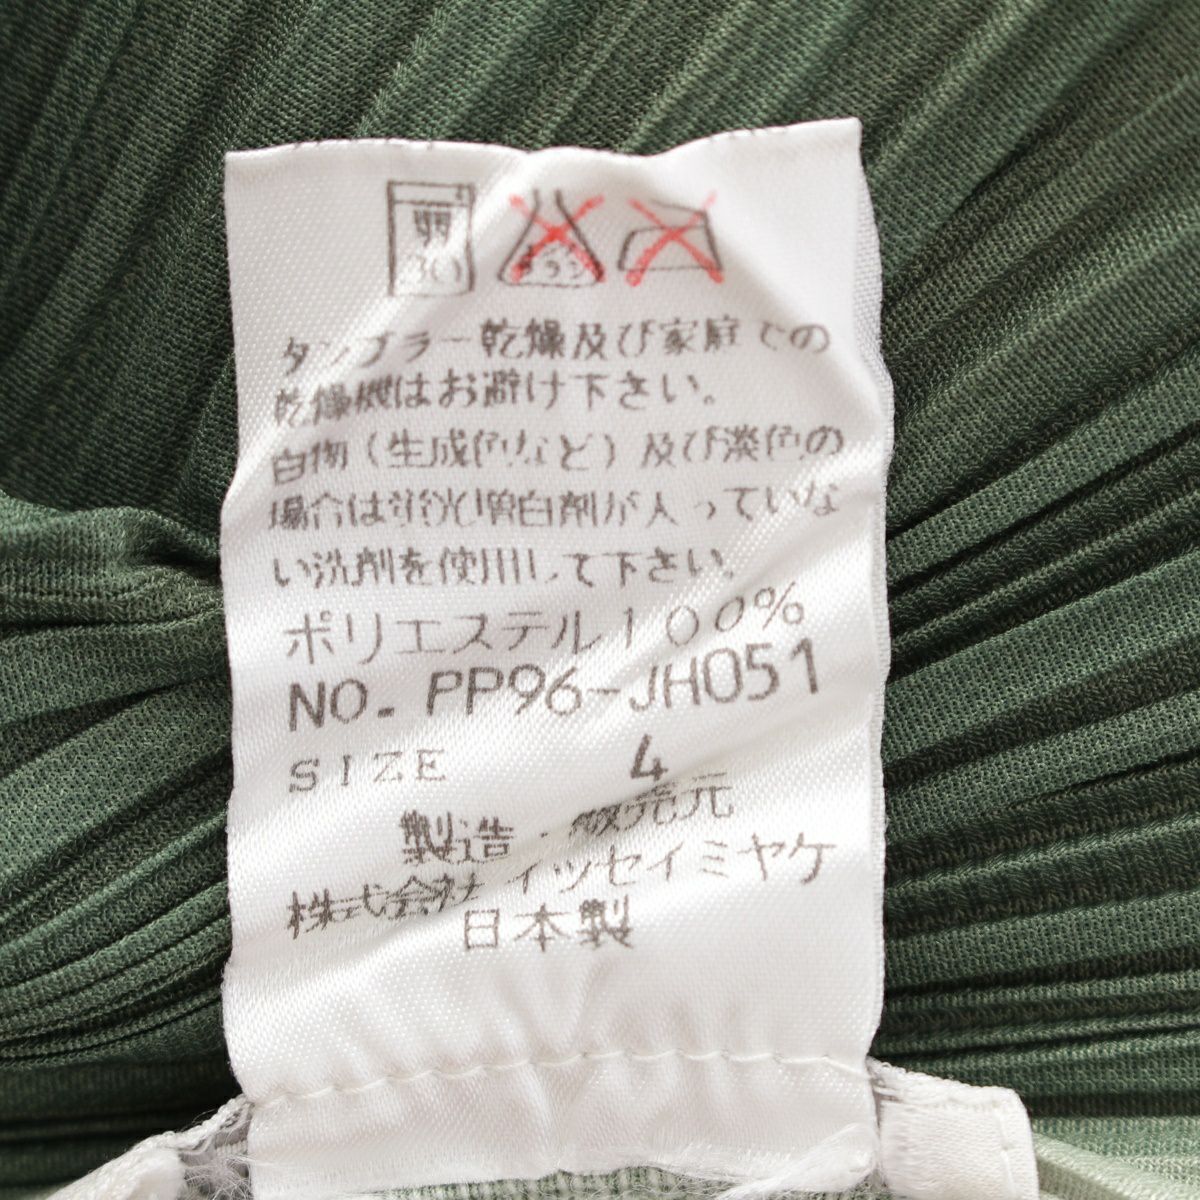 弱
30
エンソ
タンブラー乾燥及び家庭での
乾燥機はお避け下さい。
白物（生成色など）及び淡色の
場合は蛍光増白剤が入っていな
い洗剤を使用して下さい。
ポリエステル100%
NO. PP96-JH051
SIZE 4
製造・販売元
株式会社イッセイミヤケ
日本製